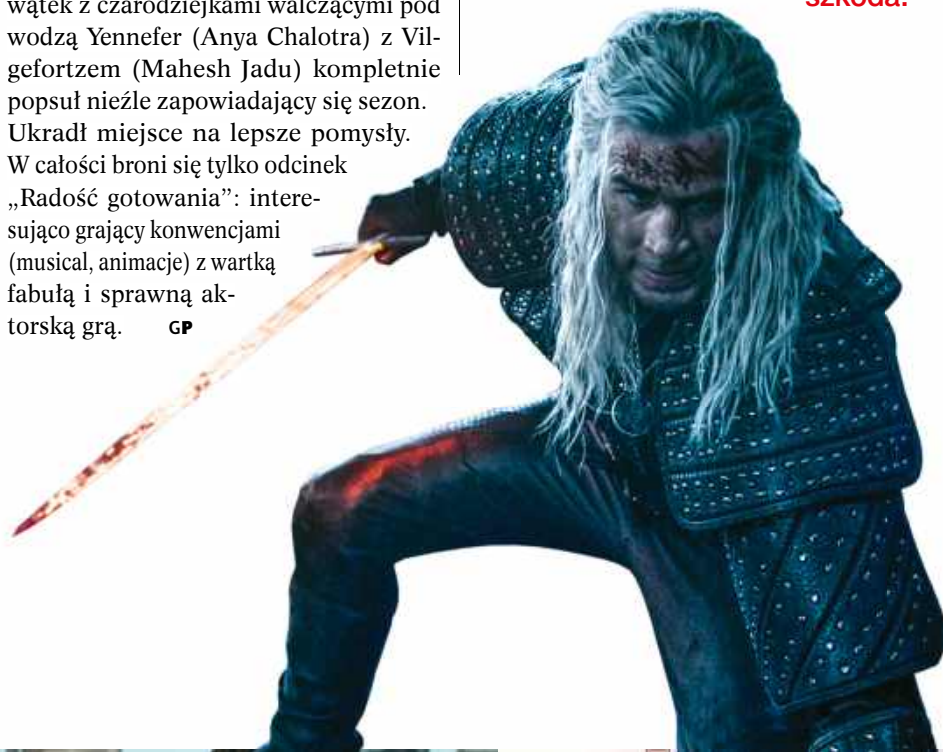 wątek z czarodziejkami walczącymi pod
wodzą Yennefer (Anya Chalotra) z Vil-
gefortzem (Mahesh Jadu) kompletnie
popsuł nieźle zapowiadający się sezon.
Ukradł miejsce na lepsze pomysły.
W całości broni się tylko odcinek
„Radość gotowania”: intere-
sująco grający konwencjami
(musical, animacje) z wartką
fabułą i sprawną ak-
torską grą. GP
szkoda.